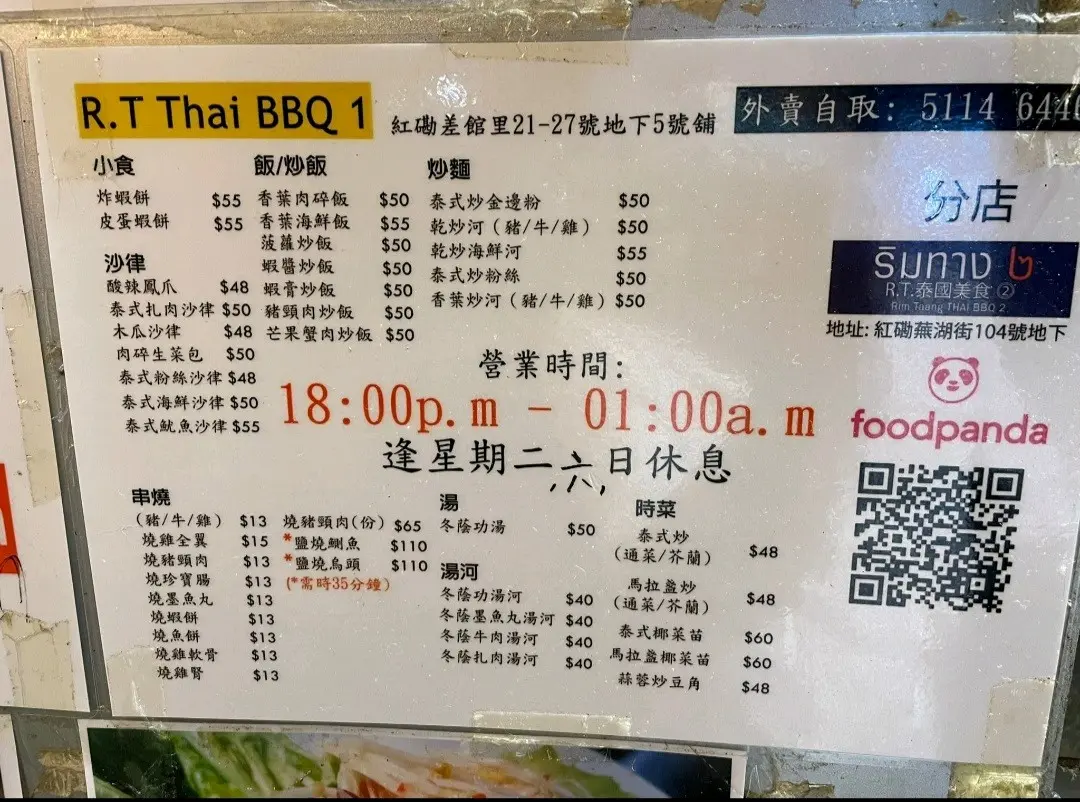 R.T Thai BBQ 1
紅磡差館里21-27號地下5號舖
外賣自取: 5114 644
小食
炸蝦餅 $55
皮蛋蝦餅 $55
沙律
酸辣鳳爪 $48
泰式扎肉沙律 $50
木瓜沙律 $48
肉碎生菜包 $50
泰式粉絲沙律 $48
泰式海鮮沙律 $50
泰式魷魚沙律 $55
飯/炒飯
香葉肉碎飯 $50
香葉海鮮飯 $55
菠蘿炒飯 $50
蝦醬炒飯 $50
蝦膏炒飯 $50
豬頸肉炒飯 $50
芒果蟹肉炒飯 $50
炒麵
泰式炒金邊粉 $50
乾炒河（豬/牛/雞） $50
乾炒海鮮河 $55
泰式炒粉絲 $50
香葉炒河（豬/牛/雞） $50
分店
ริมทาง ๒
R.T.泰國美食②
Rim Taang THAI BBQ 2
地址: 紅磡蕪湖街104號地下
foodpanda
營業時間:
18:00p.m - 01:00a.m
逢星期二,六,日休息
串燒
（豬/牛/雞） $13
燒雞全翼 $15
燒豬頸肉 $13
燒珍寶腸 $13
燒墨魚丸 $13
燒蝦餅 $13
燒魚餅 $13
燒雞軟骨 $13
燒雞腎 $13
燒豬頸肉(份) $65
*鹽燒鰂魚 $110
*鹽燒烏頭 $110
(*需時35分鐘)
湯
冬蔭功湯 $50
湯河
冬蔭功湯河 $40
冬蔭墨魚丸湯河 $40
冬蔭牛肉湯河 $40
冬蔭扎肉湯河 $40
時菜
泰式炒
（通菜/芥蘭） $48
馬拉盞炒
（通菜/芥蘭） $48
泰式椰菜苗 $60
馬拉盞椰菜苗 $60
蒜蓉炒豆角 $48